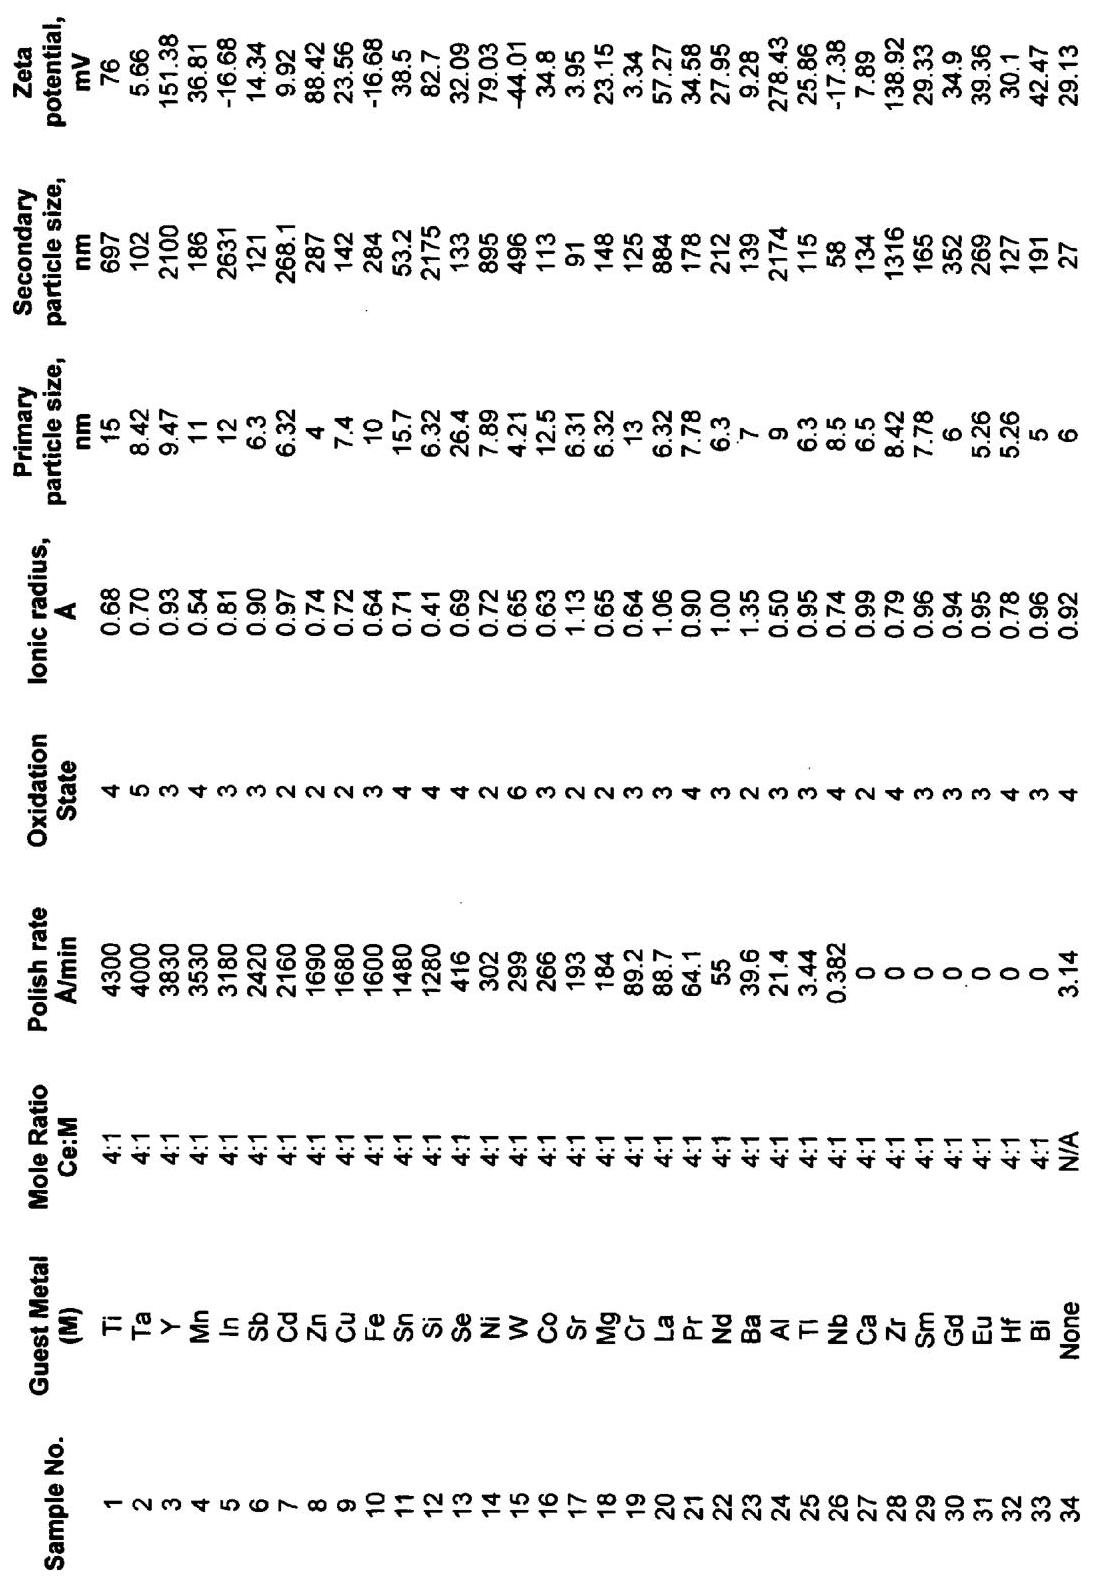 Sample No. Guest Metal (M) Mole Ratio Ce:M Polish rate A/min Oxidation State Ionic radius, A Primary particle size, nm Secondary particle size, nm Zeta potential, mV
1 Ti 4:1 4300 4 0.68 15 697 76
2 Ta 4:1 4000 5 0.70 8.42 102 5.66
3 Y 4:1 3830 3 0.93 9.47 2100 151.38
4 Mn 4:1 3530 4 0.54 11 186 36.81
5 In 4:1 3180 3 0.81 12 2631 -16.68
6 Sb 4:1 2420 3 0.90 6.3 121 14.34
7 Cd 4:1 2160 2 0.97 6.32 268.1 9.92
8 Zn 4:1 1690 2 0.74 4 287 88.42
9 Cu 4:1 1680 2 0.72 7.4 142 23.56
10 Fe 4:1 1600 3 0.64 10 284 -16.68
11 Sn 4:1 1480 4 0.71 15.7 53.2 38.5
12 Si 4:1 1280 4 0.41 6.32 2175 82.7
13 Se 4:1 416 4 0.69 26.4 133 32.09
14 Ni 4:1 302 2 0.72 7.89 895 79.03
15 W 4:1 299 6 0.65 4.21 496 -44.01
16 Co 4:1 266 3 0.63 12.5 113 34.8
17 Sr 4:1 193 2 1.13 6.31 91 3.95
18 Mg 4:1 184 2 0.65 6.32 148 23.15
19 Cr 4:1 89.2 3 0.64 13 125 3.34
20 La 4:1 88.7 3 1.06 6.32 884 57.27
21 Pr 4:1 64.1 4 0.90 7.78 178 34.58
22 Nd 4:1 55 3 1.00 6.3 212 27.95
23 Ba 4:1 39.6 2 1.35 7 139 9.28
24 Al 4:1 21.4 3 0.50 9 2174 278.43
25 Tl 4:1 3.44 3 0.95 6.3 115 25.86
26 Nb 4:1 0.382 4 0.74 8.5 58 -17.38
27 Ca 4:1 0 2 0.99 6.5 134 7.89
28 Zr 4:1 0 4 0.79 8.42 1316 138.92
29 Sm 4:1 0 3 0.96 7.78 165 29.33
30 Gd 4:1 0 3 0.94 6 352 34.9
31 Eu 4:1 0 3 0.95 5.26 269 39.36
32 Hf 4:1 0 4 0.78 5.26 127 30.1
33 Bi 4:1 0 3 0.96 5 191 42.47
34 None N/A 3.14 4 0.92 6 27 29.13